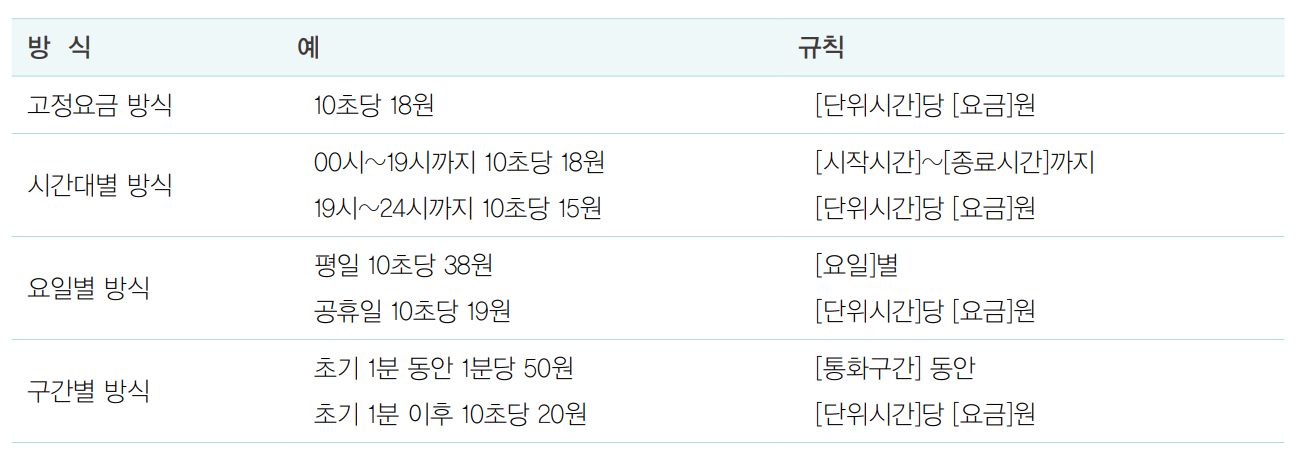 방 식 예 규칙
고정요금 방식 10초당 18원 [단위시간]당 [요금]원
시간대별 방식 00시~19시까지 10초당 18원 [시작시간]~[종료시간]까지
19시~24시까지 10초당 15원 [단위시간]당 [요금]원
요일별 방식 평일 10초당 38원 [요일]별
공휴일 10초당 19원 [단위시간]당 [요금]원
구간별 방식 초기 1분 동안 1분당 50원 [통화구간] 동안
초기 1분 이후 10초당 20원 [단위시간]당 [요금]원